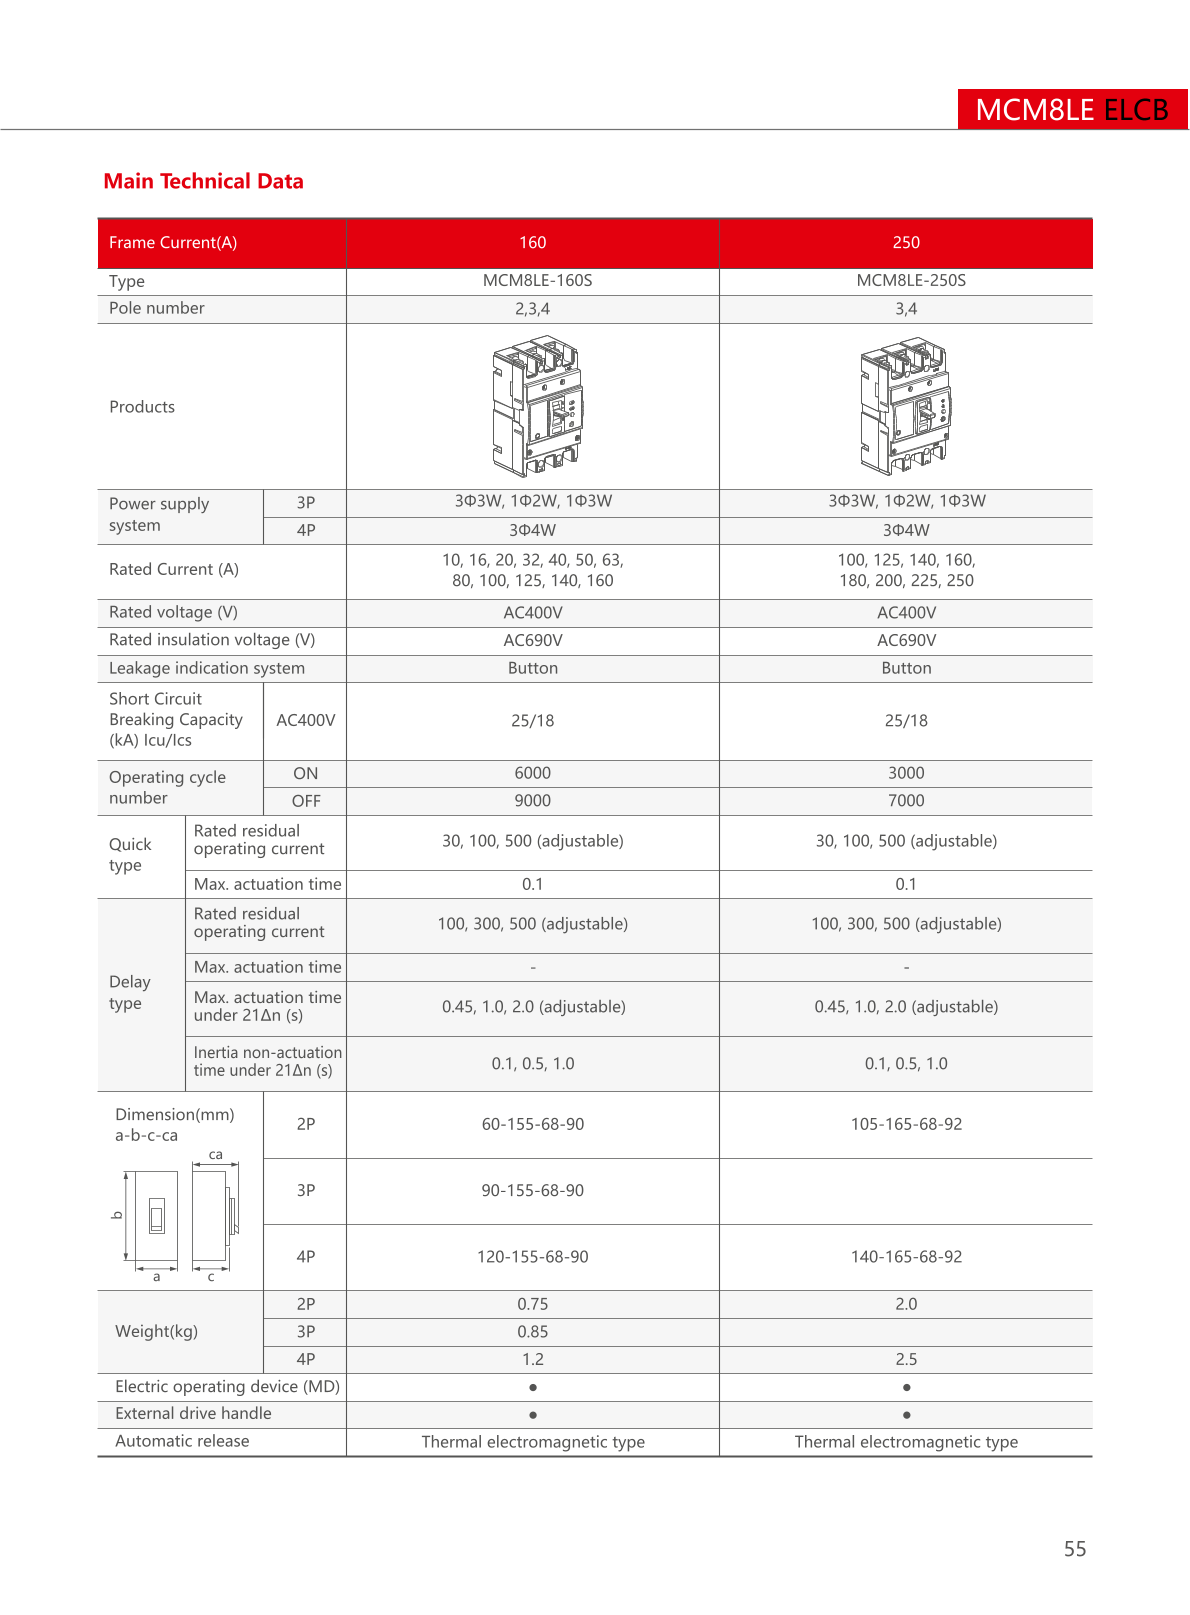 MCM8LE ELCB
Main Technical Data
Frame Current(A) 160 250
Type MCM8LE-160S MCM8LE-250S
Pole number 2,3,4 3,4
Products
Power supply system 3P 3Φ3W, 1Φ2W, 1Φ3W 3Φ3W, 1Φ2W, 1Φ3W
4P 3Φ4W 3Φ4W
Rated Current (A) 10, 16, 20, 32, 40, 50, 63, 80, 100, 125, 140, 160 100, 125, 140, 160, 180, 200, 225, 250
Rated voltage (V) AC400V AC400V
Rated insulation voltage (V) AC690V AC690V
Leakage indication system Button Button
Short Circuit
Breaking Capacity
(kA) Icu/Ics AC400V 25/18 25/18
Operating cycle number ON 6000 3000
OFF 9000 7000
Quick type Rated residual operating current 30, 100, 500 (adjustable) 30, 100, 500 (adjustable)
Max. actuation time 0.1 0.1
Delay type Rated residual operating current 100, 300, 500 (adjustable) 100, 300, 500 (adjustable)
Max. actuation time - -
Max. actuation time under 21Δn (s) 0.45, 1.0, 2.0 (adjustable) 0.45, 1.0, 2.0 (adjustable)
Inertia non-actuation time under 21Δn (s) 0.1, 0.5, 1.0 0.1, 0.5, 1.0
Dimension(mm)
a-b-c-ca 2P 60-155-68-90 105-165-68-92
ca
b
a c
3P 90-155-68-90
4P 120-155-68-90 140-165-68-92
Weight(kg) 2P 0.75 2.0
3P 0.85
4P 1.2 2.5
Electric operating device (MD) ● ●
External drive handle ● ●
Automatic release Thermal electromagnetic type Thermal electromagnetic type
55